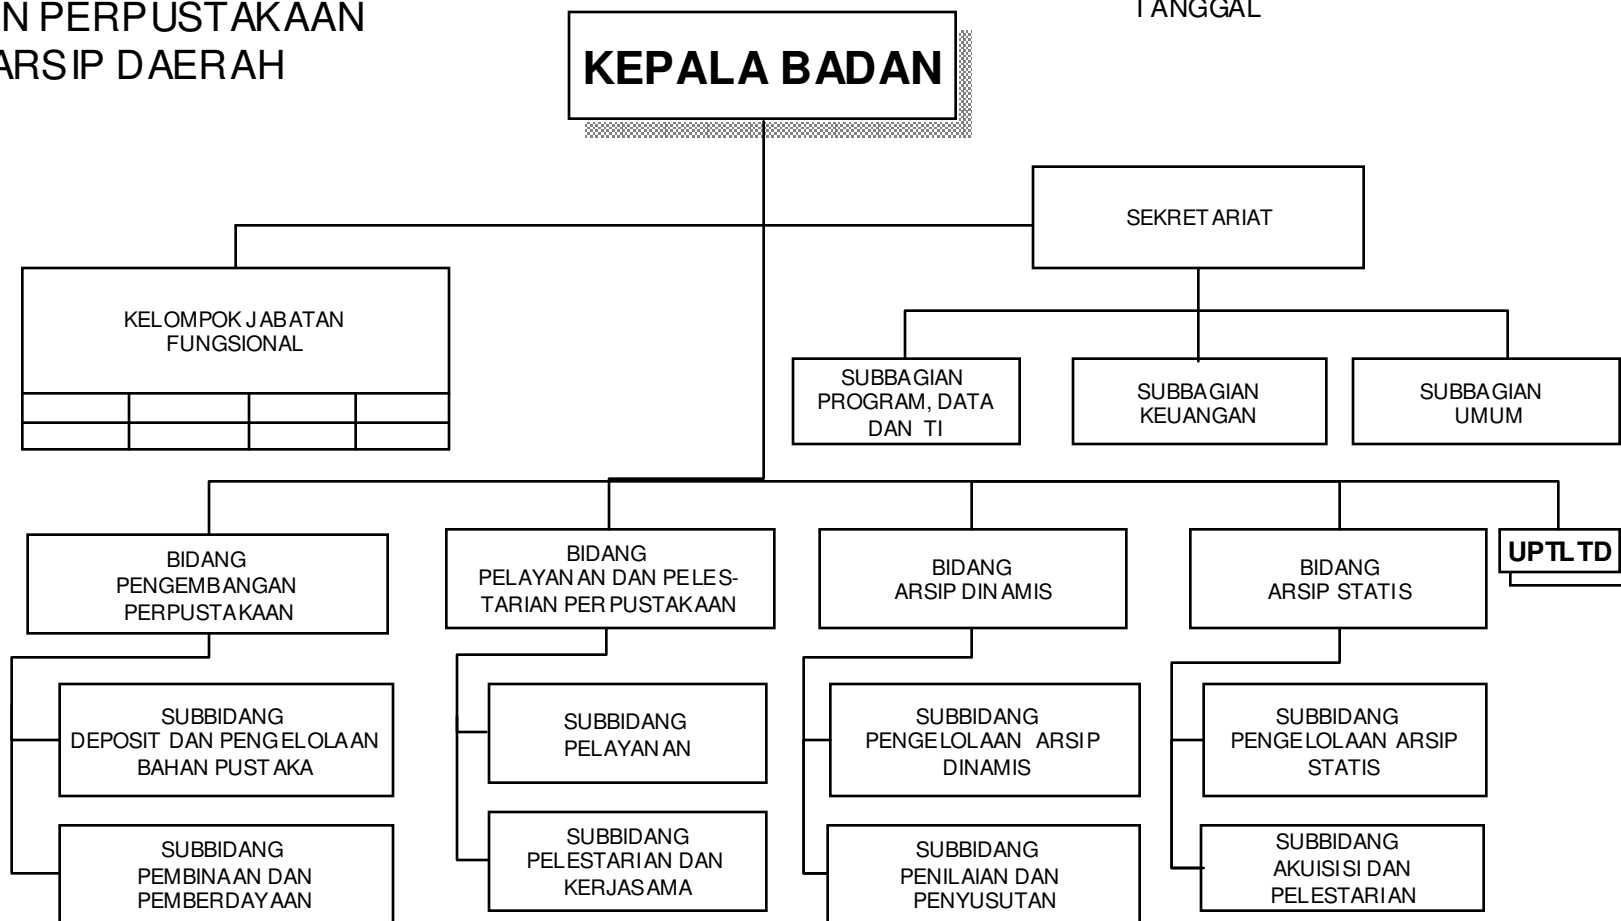 PERPUSTAKAAN
ARSIP DAERAH
TANGGAL
KEPALA BADAN
SEKRETARIAT
KELOMPOK JABATAN
FUNGSIONAL
SUBBAGIAN
PROGRAM, DATA
DAN TI
SUBBAGIAN
KEUANGAN
SUBBAGIAN
UMUM
BIDANG
PENGEMBANGAN
PERPUSTAKAAN
BIDANG
PELAYANAN DAN PELES-
TARIAN PERPUSTAKAAN
BIDANG
ARSIP DINAMIS
BIDANG
ARSIP STATIS
UPTLTD
SUBBIDANG
DEPOSIT DAN PENGELOLAAN
BAHAN PUSTAKA
SUBBIDANG
PELAYANAN
SUBBIDANG
PENGELOLAAN ARSIP
DINAMIS
SUBBIDANG
PENGELOLAAN ARSIP
STATIS
SUBBIDANG
PEMBINAAN DAN
PEMBERDAYAAN
SUBBIDANG
PELESTARIAN DAN
KERJASAMA
SUBBIDANG
PENILAIAN DAN
PENYUSUTAN
SUBBIDANG
AKUISISI DAN
PELESTARIAN